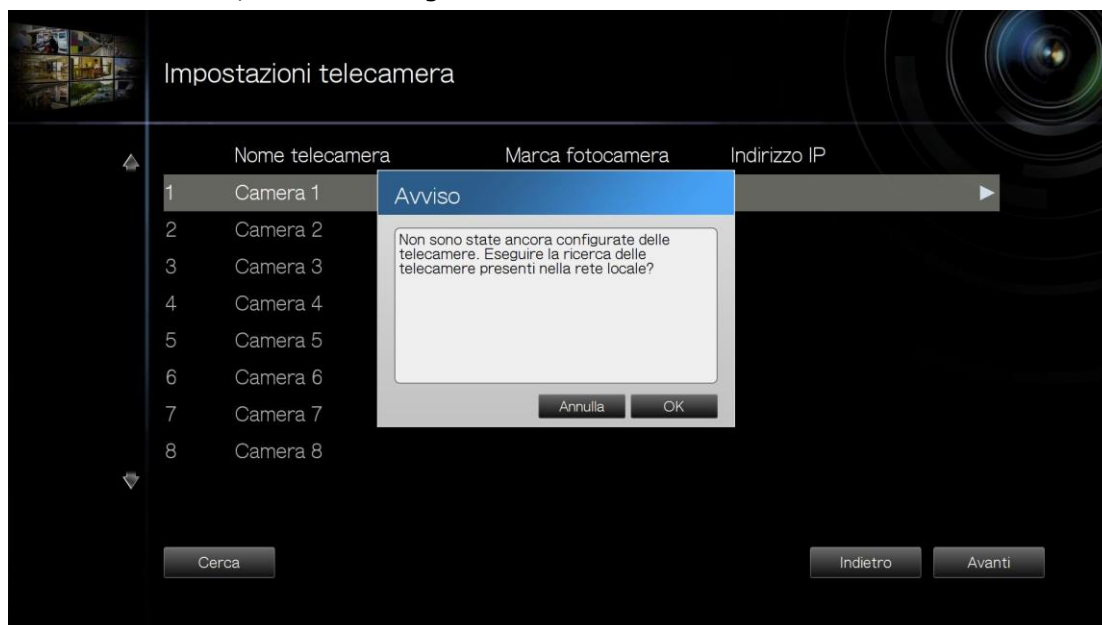 Impostazioni telecamera
Nome telecamera Marca fotocamera Indirizzo IP
1 Camera 1
2 Camera 2
3 Camera 3
4 Camera 4
5 Camera 5
6 Camera 6
7 Camera 7
8 Camera 8
Avviso
Non sono state ancora configurate delle
telecamere. Eseguire la ricerca delle
telecamere presenti nella rete locale?
Annulla OK
Cerca Indietro Avanti